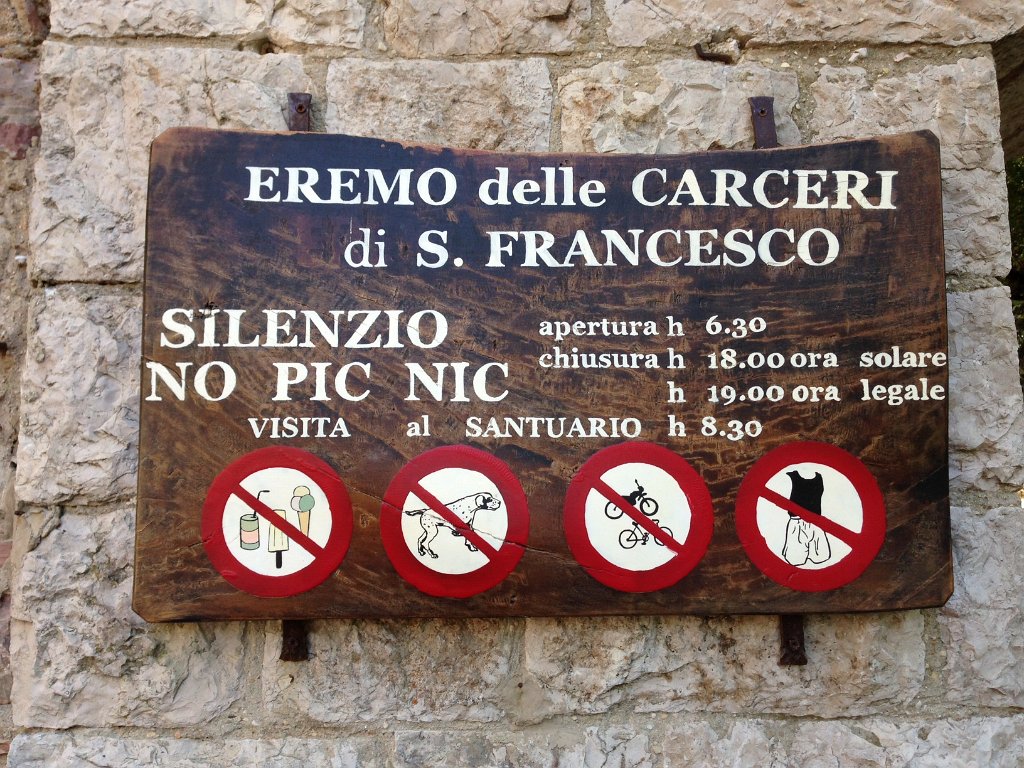 EREMO delle CARCERI
di S. FRANCESCO
SILENZIO
NO PIC NIC
apertura h 6.30
chiusura h 18.00 ora solare
h 19.00 ora legale
VISITA al SANTUARIO h 8.30